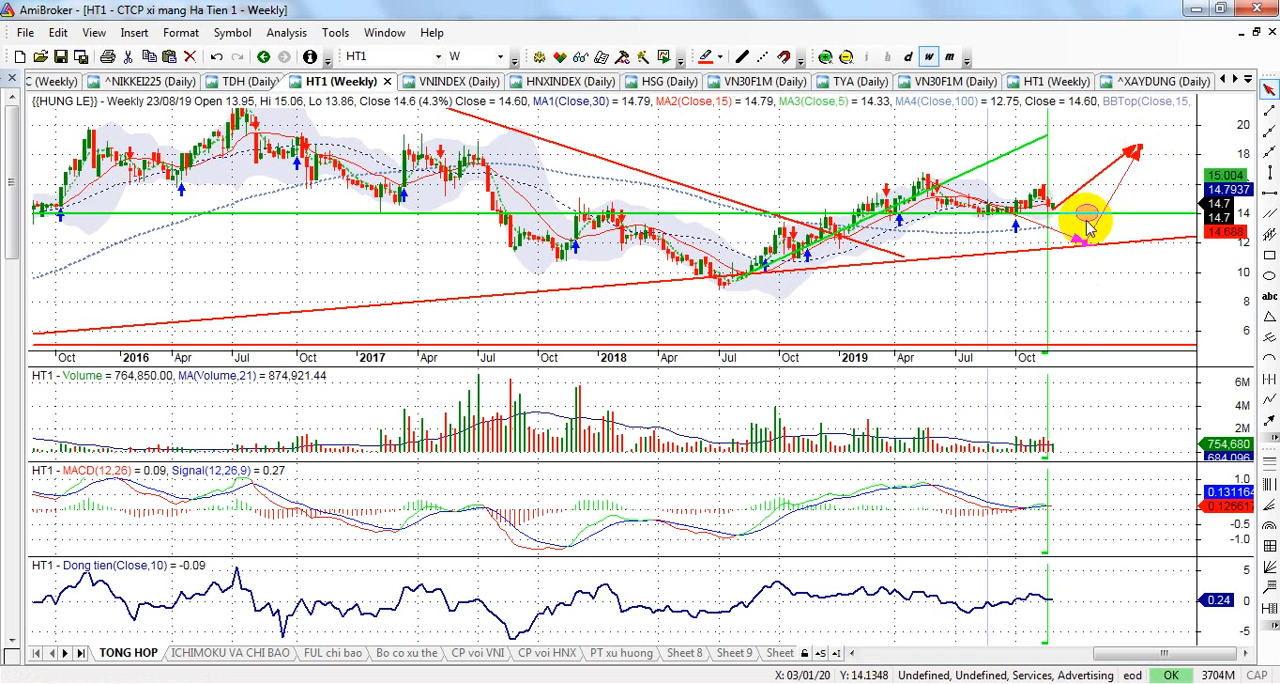 AmiBroker - [HT1 - CTCP xi mang Ha Tien 1 - Weekly]
File Edit View Insert Format Symbol Analysis Tools Window Help
HT1 W i h d w m
C (Weekly) ^NIKKEI225 (Daily) TDH (Daily) HT1 (Weekly) VNINDEX (Daily) HNXINDEX (Daily) HSG (Daily) VN30F1M (Daily) TYA (Daily) VN30F1M (Daily) HT1 (Weekly) ^XAYDUNG (Daily)
{{HUNG LE}} - Weekly 23/08/19 Open 13.95, Hi 15.06, Lo 13.86, Close 14.6 (4.3%) Close = 14.60, MA1(Close,30) = 14.79, MA2(Close,15) = 14.79, MA3(Close,5) = 14.33, MA4(Close,100) = 12.75, Close = 14.60, BBTop(Close,15,
20
18
15.004
14.7937
14.7
14.7
14
14.688
12
10
8
6
abc
Oct 2016 Apr Jul Oct 2017 Apr Jul Oct 2018 Apr Jul Oct 2019 Apr Jul Oct
HT1 - Volume = 764,850.00, MA(Volume,21) = 874,921.44
6M
4M
2M
754,680
684,096
HT1 - MACD(12,26) = 0.09, Signal(12,26,9) = 0.27
1.0
0.131164
0.126617
-0.5
-1.0
HT1 - Dong tien(Close,10) = -0.09
5
0.24
0
-5
TONG HOP ICHIMOKU VA CHI BAO FUL chi bao Bo co xu the CP voi VNI CP voi HNX PT xu huong Sheet 8 Sheet 9 Sheet
X: 03/01/20 Y: 14.1348 Undefined, Undefined, Services, Advertising eod OK 3704M CAP